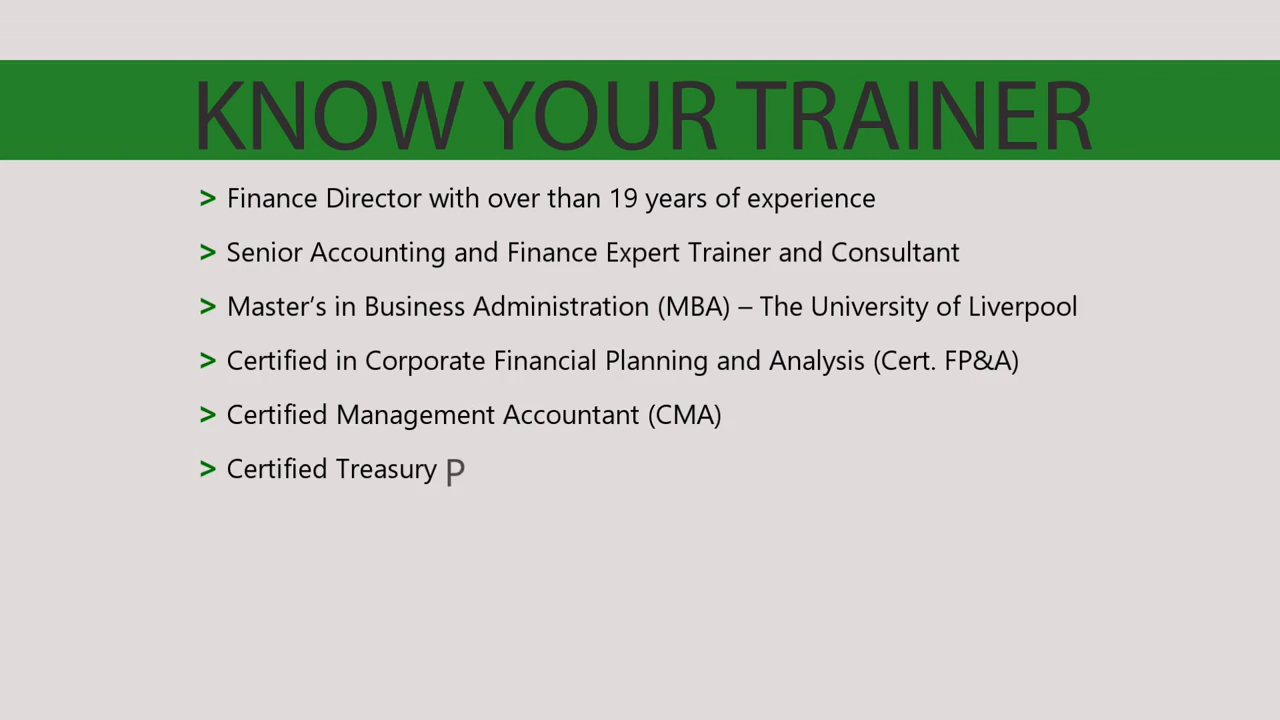 KNOW YOUR TRAINER
> Finance Director with over than 19 years of experience
> Senior Accounting and Finance Expert Trainer and Consultant
> Master’s in Business Administration (MBA) – The University of Liverpool
> Certified in Corporate Financial Planning and Analysis (Cert. FP&A)
> Certified Management Accountant (CMA)
> Certified Treasury P